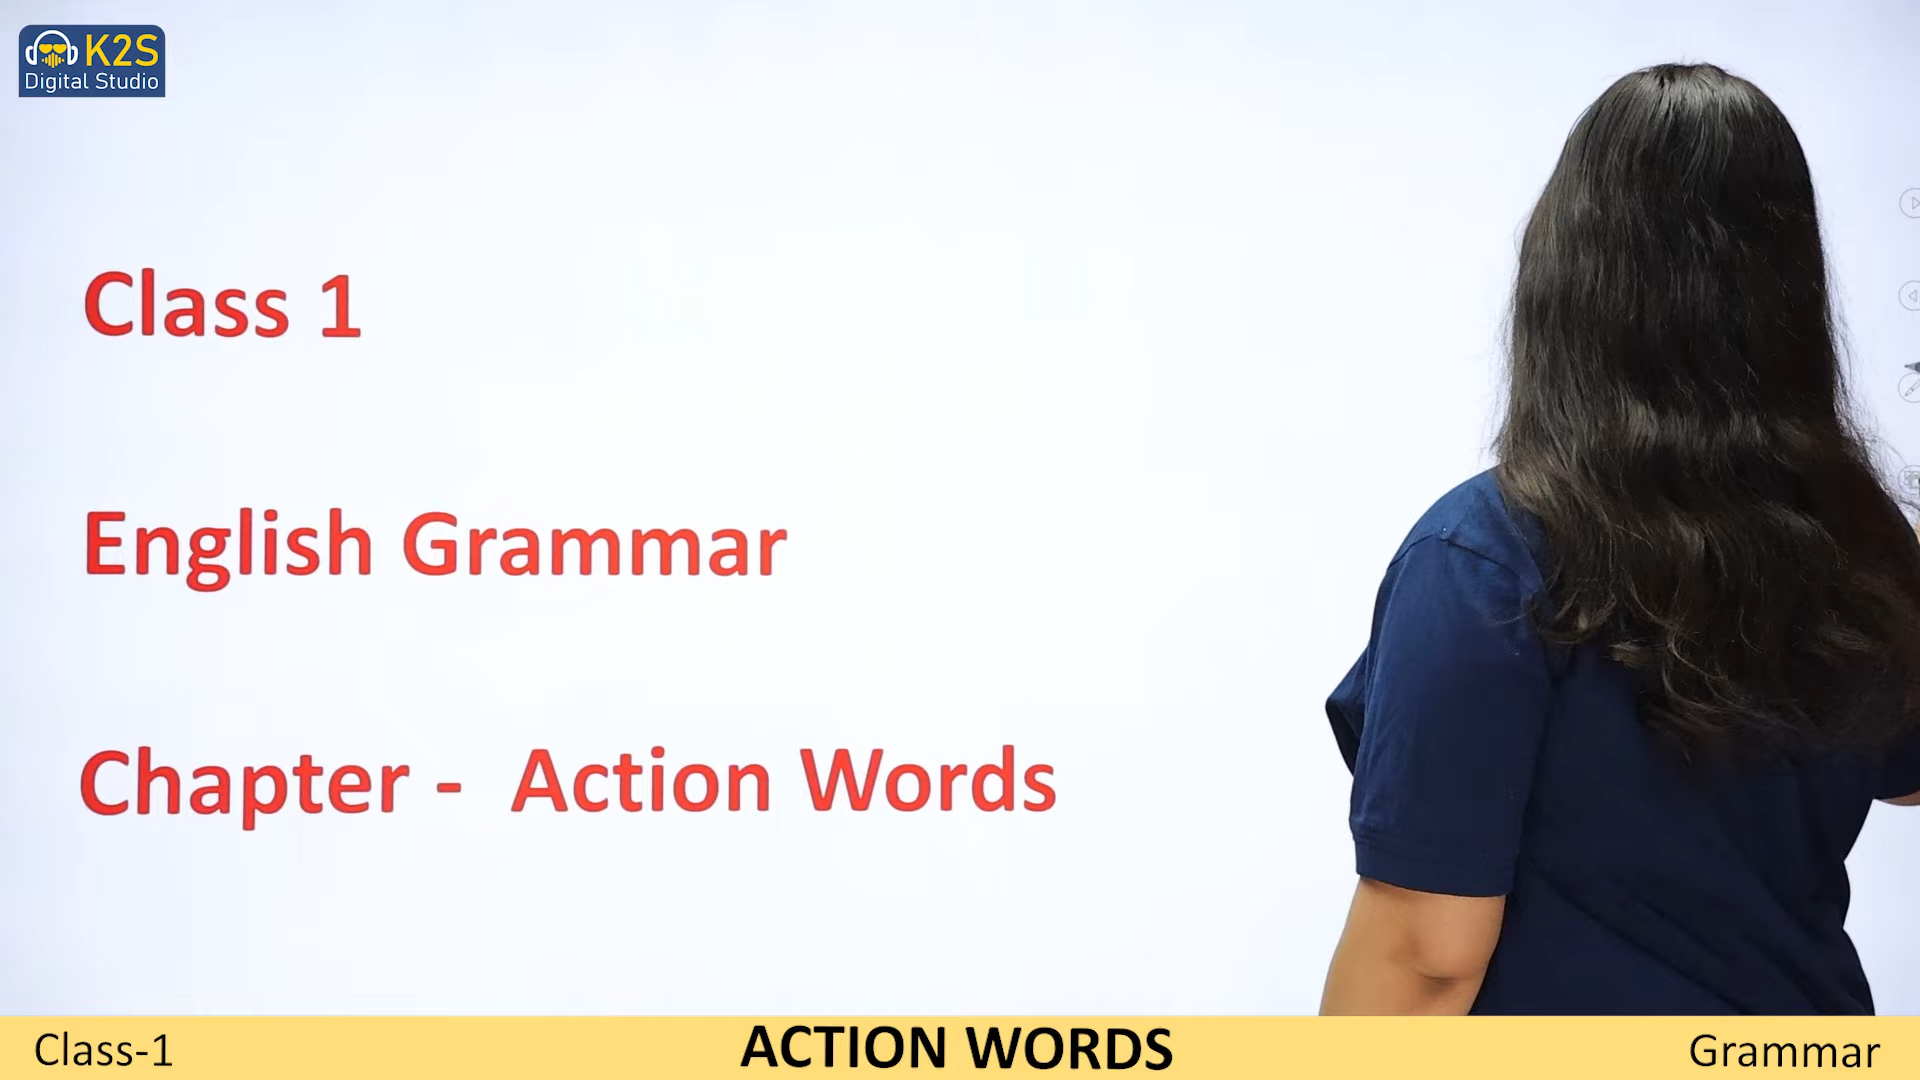 K2S
Digital Studio
Class 1
English Grammar
Chapter - Action Words
Class-1
ACTION WORDS
Grammar